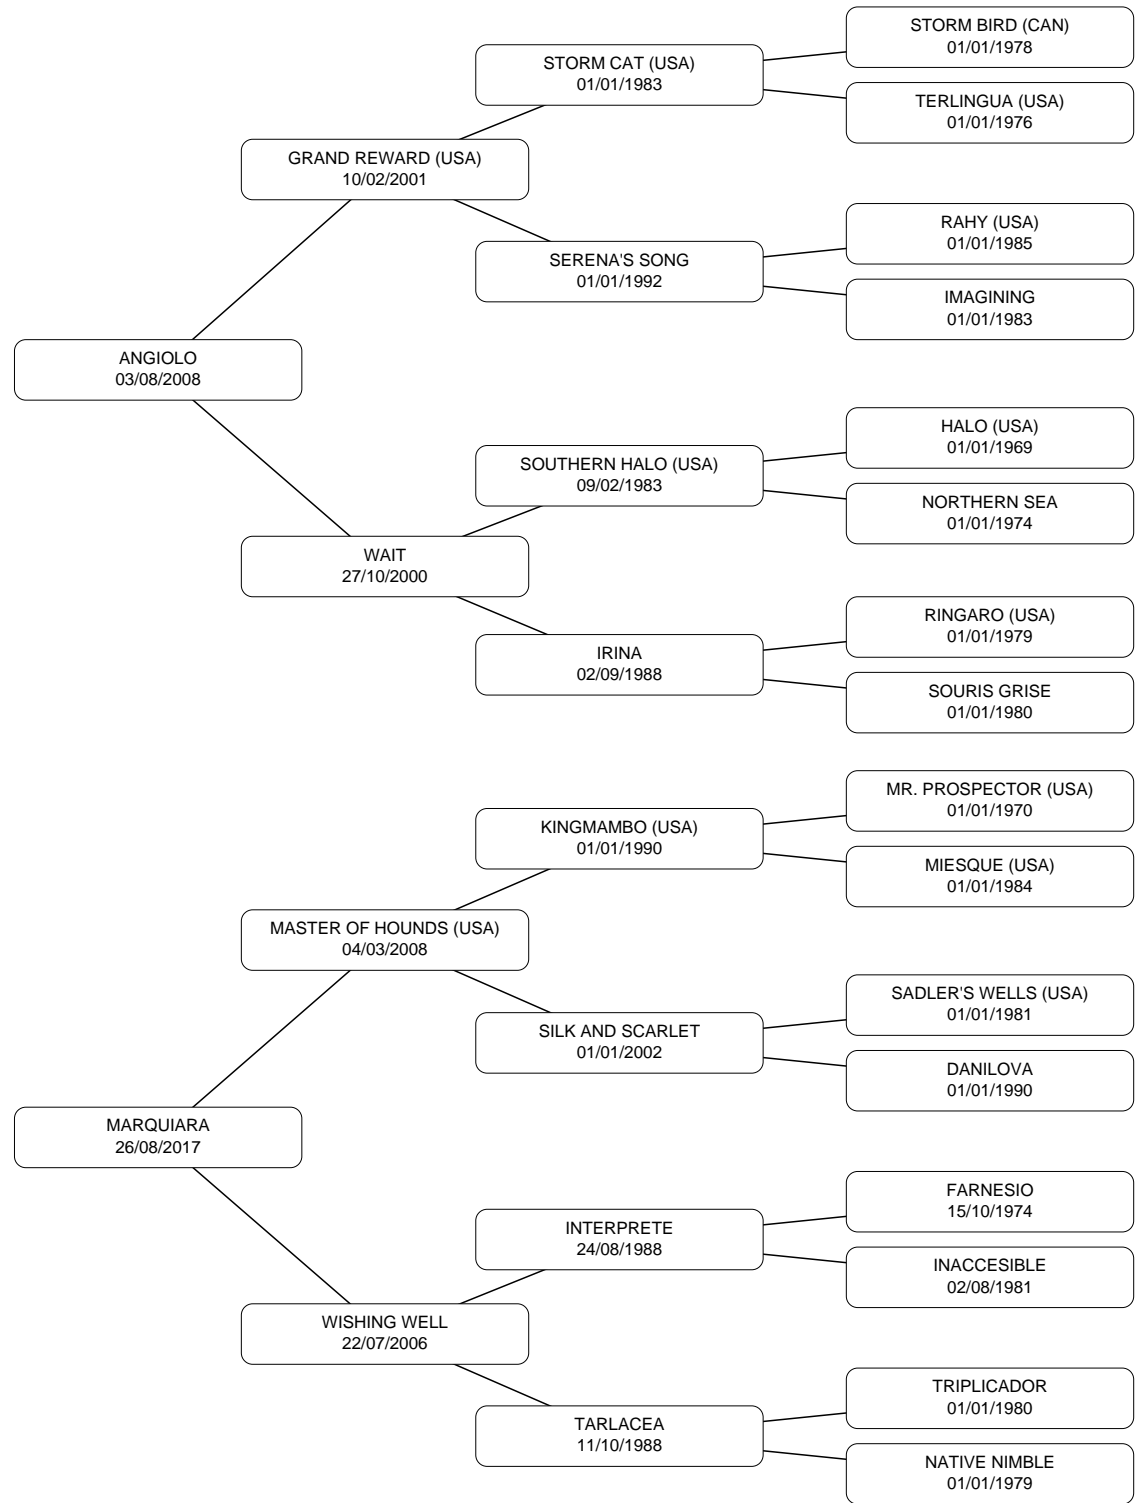 STORM BIRD (CAN)
01/01/1978
STORM CAT (USA)
01/01/1983
TERLINGUA (USA)
01/01/1976
GRAND REWARD (USA)
10/02/2001
RAHY (USA)
01/01/1985
SERENA'S SONG
01/01/1992
IMAGINING
01/01/1983
ANGIOLO
03/08/2008
HALO (USA)
01/01/1969
SOUTHERN HALO (USA)
09/02/1983
NORTHERN SEA
01/01/1974
WAIT
27/10/2000
RINGARO (USA)
01/01/1979
IRINA
02/09/1988
SOURIS GRISE
01/01/1980
MR. PROSPECTOR (USA)
01/01/1970
KINGMAMBO (USA)
01/01/1990
MIESQUE (USA)
01/01/1984
MASTER OF HOUNDS (USA)
04/03/2008
SADLER'S WELLS (USA)
01/01/1981
SILK AND SCARLET
01/01/2002
DANILOVA
01/01/1990
MARQUIARA
26/08/2017
FARNESIO
15/10/1974
INTERPRETE
24/08/1988
INACCESIBLE
02/08/1981
WISHING WELL
22/07/2006
TRIPLICADOR
01/01/1980
TARLACEA
11/10/1988
NATIVE NIMBLE
01/01/1979